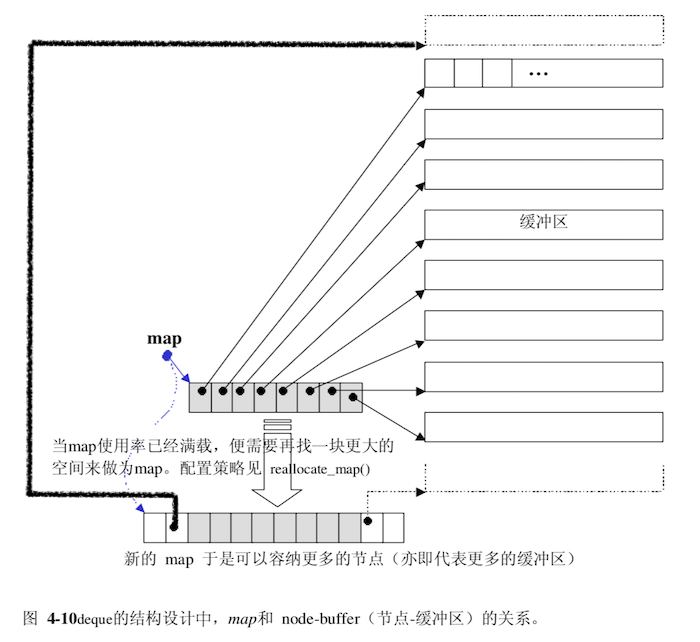 ...
缓冲区
map
当map使用率已经满载，便需要再找一块更大的
空间来做为map。配置策略见 reallocate_map()
新的 map 于是可以容纳更多的节点（亦即代表更多的缓冲区）
图 4-10deque的结构设计中，map和 node-buffer（节点-缓冲区）的关系。